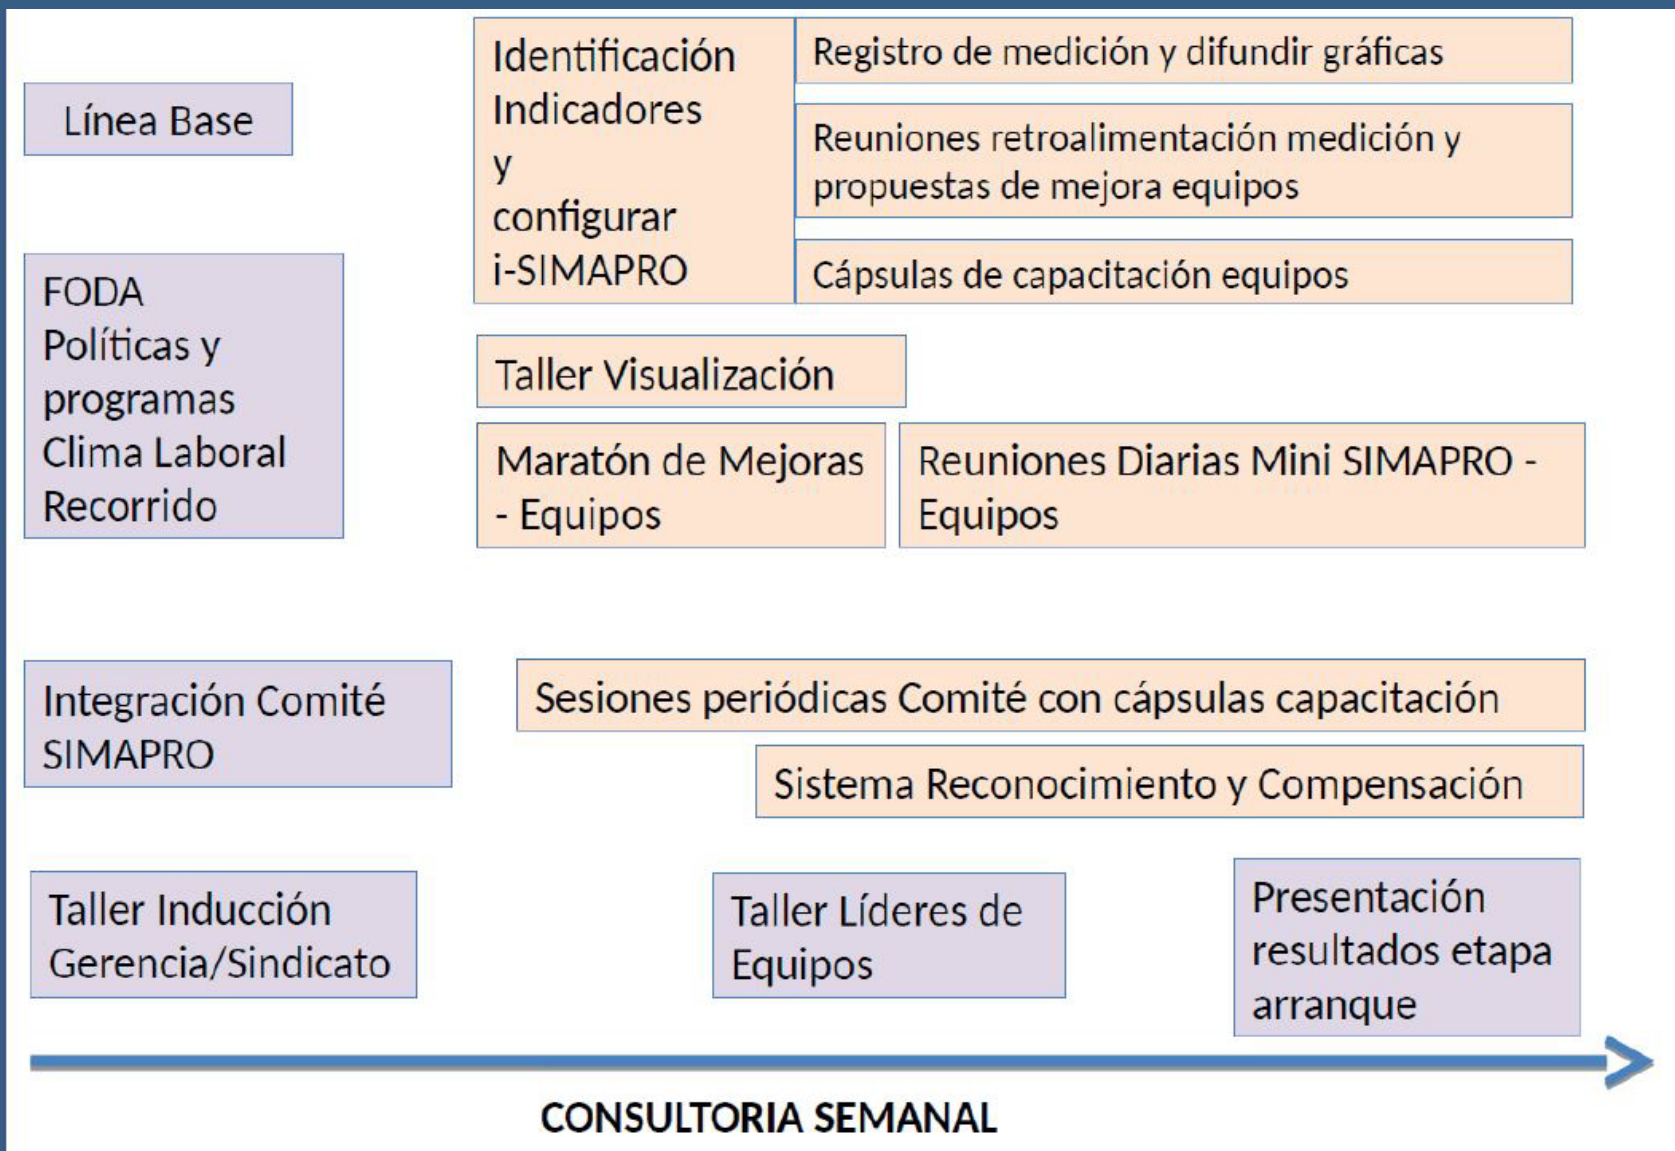 Línea Base
FODA
Políticas y
programas
Clima Laboral
Recorrido
Identificación
Indicadores
y
configurar
i-SIMAPRO
Registro de medición y difundir gráficas
Reuniones retroalimentación medición y
propuestas de mejora equipos
Cápsulas de capacitación equipos
Taller Visualización
Maratón de Mejoras
- Equipos
Reuniones Diarias Mini SIMAPRO -
Equipos
Integración Comité
SIMAPRO
Sesiones periódicas Comité con cápsulas capacitación
Sistema Reconocimiento y Compensación
Taller Inducción
Gerencia/Sindicato
Taller Líderes de
Equipos
Presentación
resultados etapa
arranque
CONSULTORIA SEMANAL